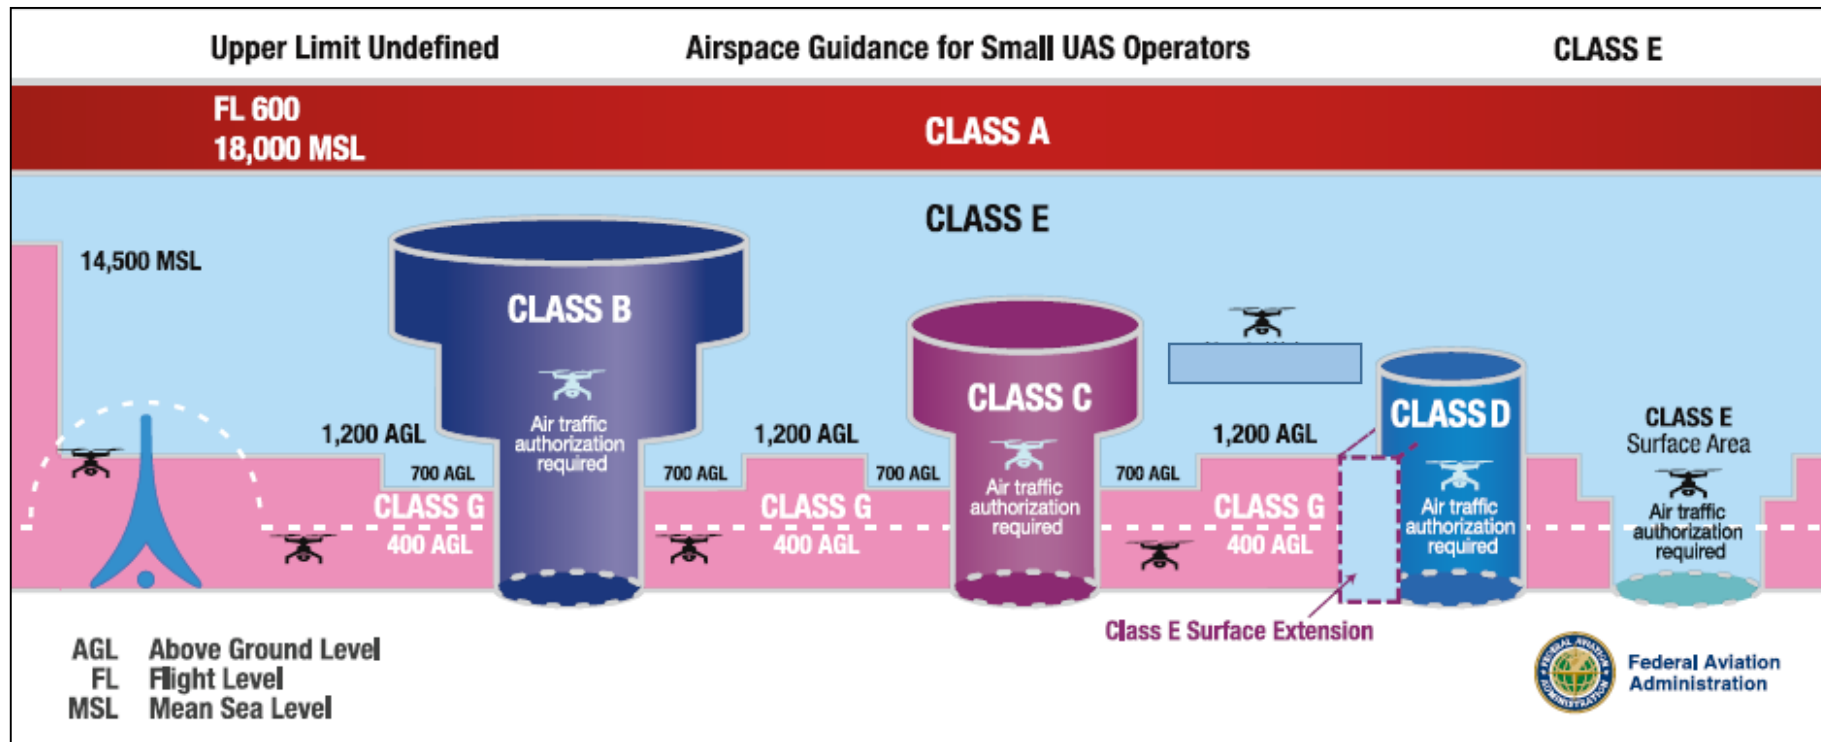 Upper Limit Undefined
Airspace Guidance for Small UAS Operators
CLASS E
FL 600
18,000 MSL
CLASS A
CLASS E
14,500 MSL
CLASS B
Air traffic
authorization
required
CLASS C
Air traffic
authorization
required
CLASS D
Air traffic
authorization
required
CLASS E
Surface Area
Air traffic
authorization
required
1,200 AGL
700 AGL
CLASS G
400 AGL
700 AGL
1,200 AGL
700 AGL
CLASS G
400 AGL
700 AGL
1,200 AGL
CLASS G
400 AGL
Class E Surface Extension
AGL Above Ground Level
FL Flight Level
MSL Mean Sea Level
FEDERAL AVIATION
ADMINISTRATION
Federal Aviation
Administration